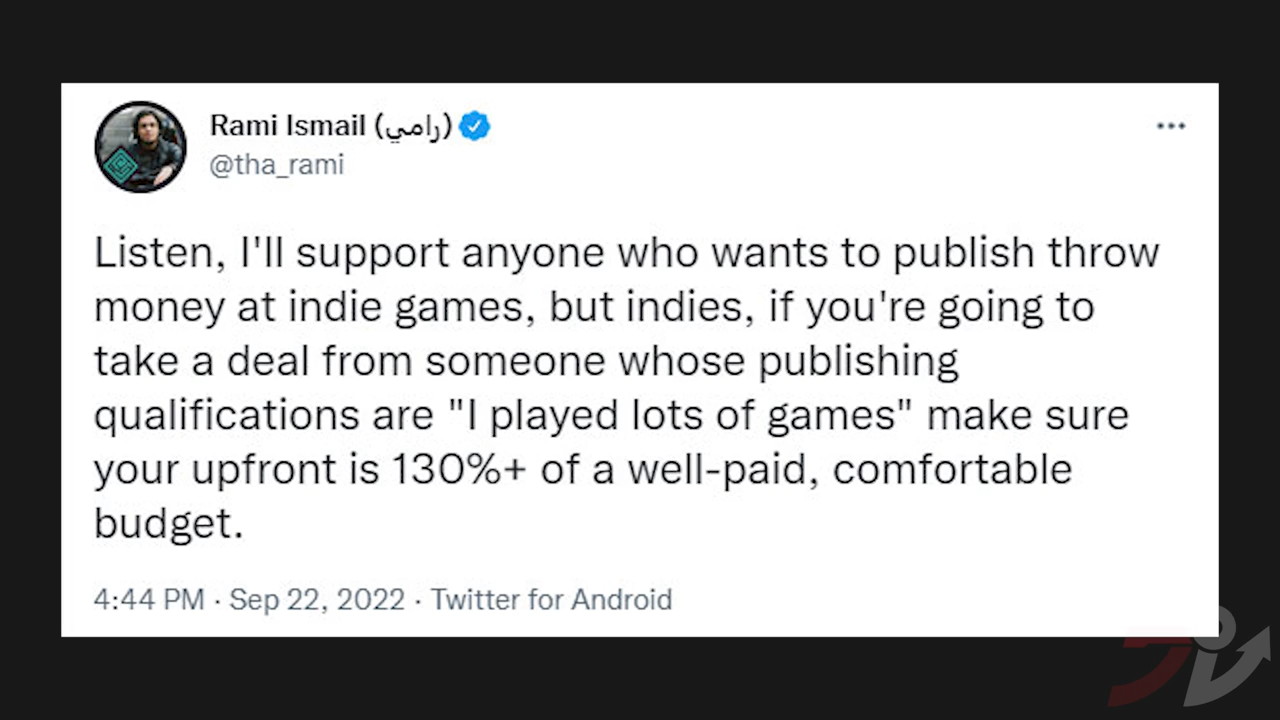 Rami Ismail (رامي)
@tha_rami
Listen, I'll support anyone who wants to publish throw
money at indie games, but indies, if you're going to
take a deal from someone whose publishing
qualifications are "I played lots of games" make sure
your upfront is 130%+ of a well-paid, comfortable
budget.
4:44 PM · Sep 22, 2022 · Twitter for Android